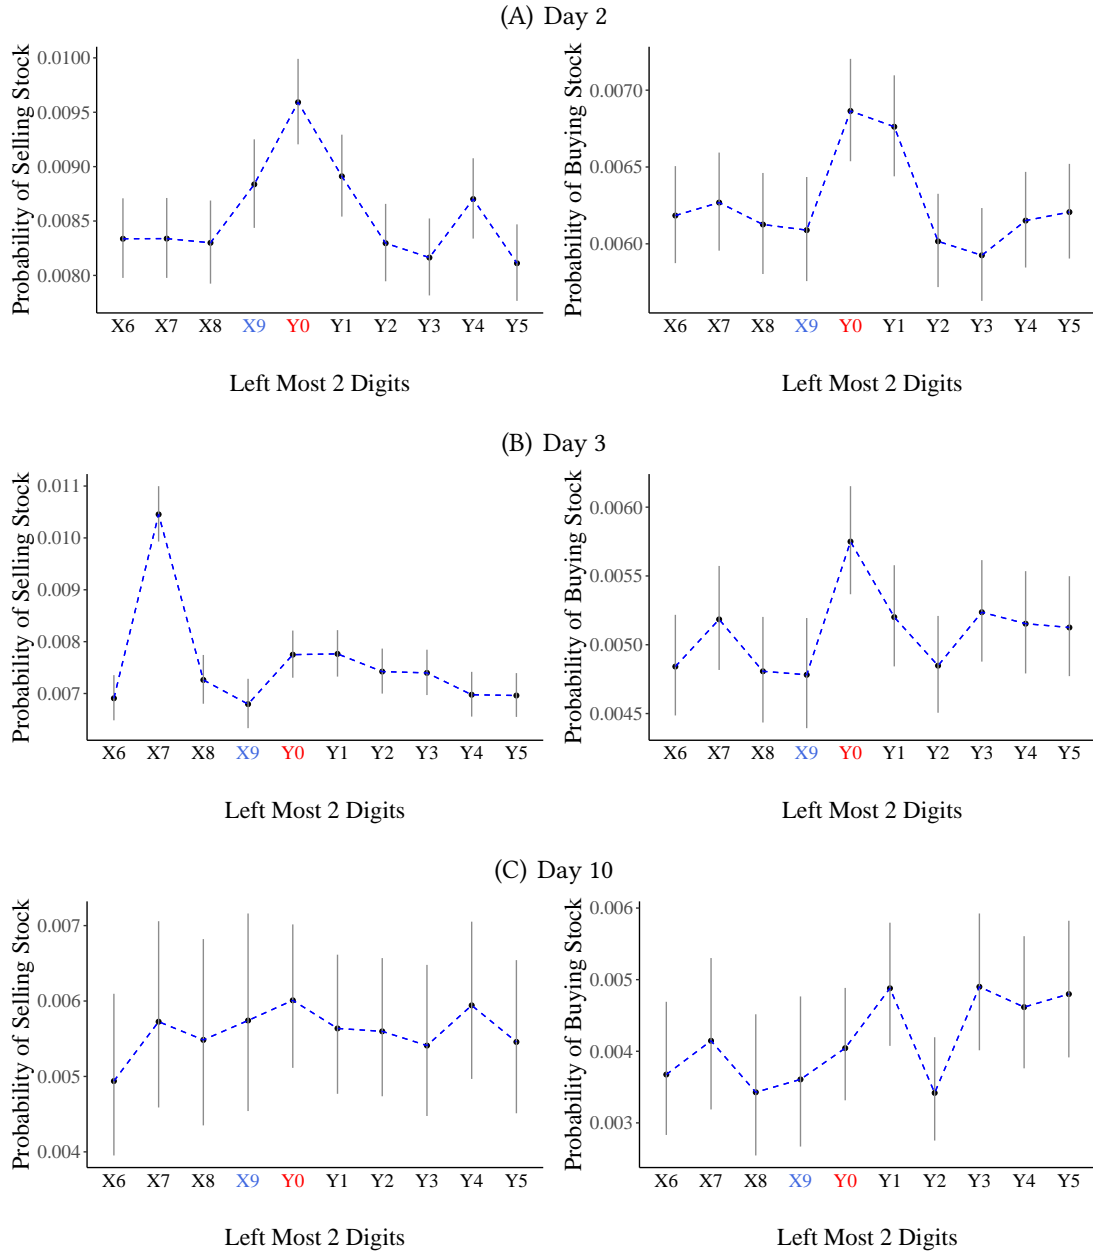 (A) Day 2
Probability of Selling Stock
0.0100
0.0095
0.0090
0.0085
0.0080
X6 X7 X8 X9 Y0 Y1 Y2 Y3 Y4 Y5
Left Most 2 Digits
Probability of Buying Stock
0.0070
0.0065
0.0060
X6 X7 X8 X9 Y0 Y1 Y2 Y3 Y4 Y5
Left Most 2 Digits
(B) Day 3
Probability of Selling Stock
0.011
0.010
0.009
0.008
0.007
X6 X7 X8 X9 Y0 Y1 Y2 Y3 Y4 Y5
Left Most 2 Digits
Probability of Buying Stock
0.0060
0.0055
0.0050
0.0045
X6 X7 X8 X9 Y0 Y1 Y2 Y3 Y4 Y5
Left Most 2 Digits
(C) Day 10
Probability of Selling Stock
0.007
0.006
0.005
0.004
X6 X7 X8 X9 Y0 Y1 Y2 Y3 Y4 Y5
Left Most 2 Digits
Probability of Buying Stock
0.006
0.005
0.004
0.003
X6 X7 X8 X9 Y0 Y1 Y2 Y3 Y4 Y5
Left Most 2 Digits